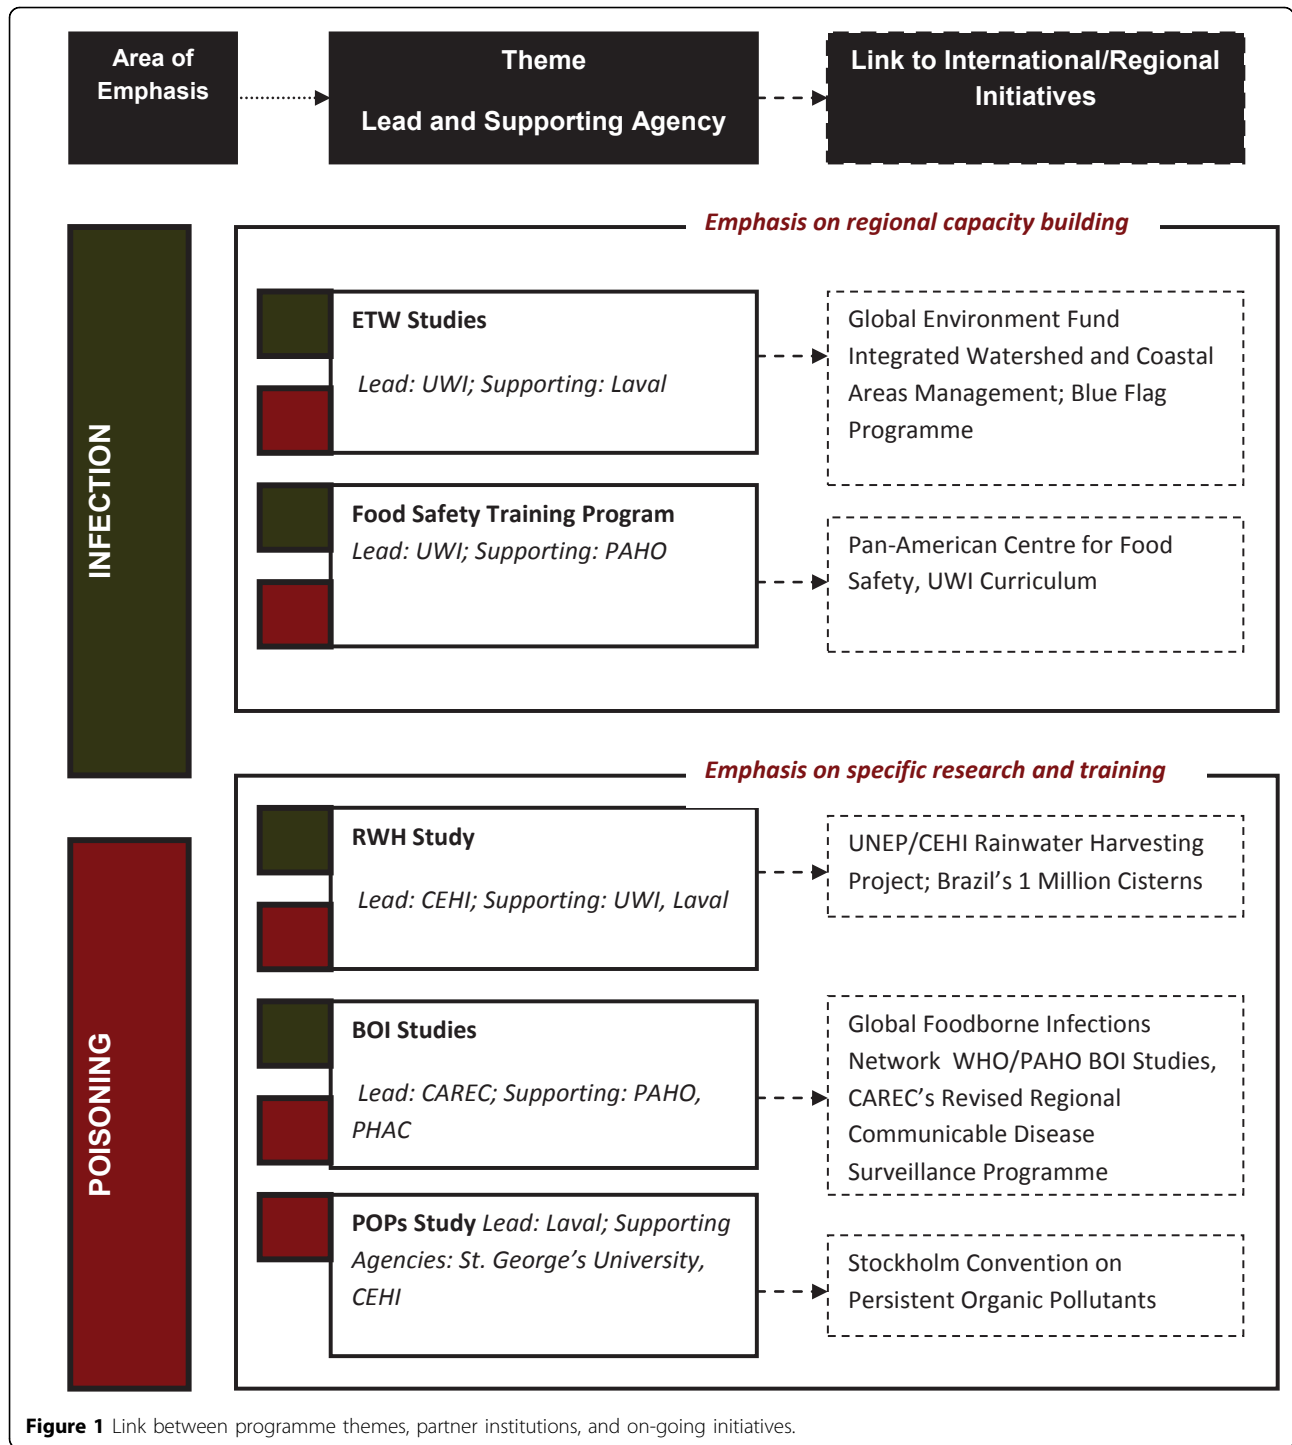 Area of
Emphasis
Theme
Lead and Supporting Agency
Link to International/Regional
Initiatives
INFECTION
Emphasis on regional capacity building
ETW Studies
Lead: UWI; Supporting: Laval
Global Environment Fund
Integrated Watershed and Coastal
Areas Management; Blue Flag
Programme
Food Safety Training Program
Lead: UWI; Supporting: PAHO
Pan-American Centre for Food
Safety, UWI Curriculum
POISONING
Emphasis on specific research and training
RWH Study
Lead: CEHI; Supporting: UWI, Laval
UNEP/CEHI Rainwater Harvesting
Project; Brazil’s 1 Million Cisterns
BOI Studies
Lead: CAREC; Supporting: PAHO,
PHAC
Global Foodborne Infections
Network WHO/PAHO BOI Studies,
CAREC’s Revised Regional
Communicable Disease
Surveillance Programme
POPs Study Lead: Laval; Supporting
Agencies: St. George’s University,
CEHI
Stockholm Convention on
Persistent Organic Pollutants
Figure 1 Link between programme themes, partner institutions, and on-going initiatives.